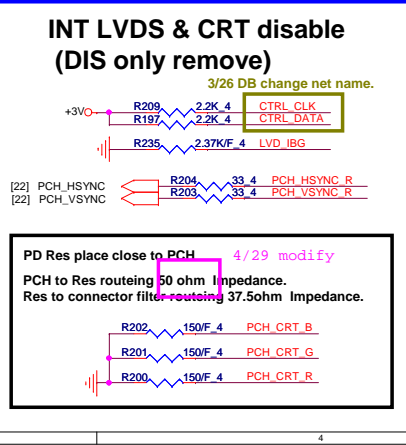 INT LVDS & CRT disable
(DIS only remove)
3/26 DB change net name.
+3V R209 2.2K_4 CTRL_CLK
R197 2.2K_4 CTRL_DATA
R235 2.37K/F_4 LVD_IBG
[22] PCH_HSYNC R204 33_4 PCH_HSYNC_R
[22] PCH_VSYNC R203 33_4 PCH_VSYNC_R
PD Res place close to PCH 4/29 modify
PCH to Res routeing 50 ohm Impedance.
Res to connector filter routeing 37.5ohm Impedance.
R202 150/F_4 PCH_CRT_B
R201 150/F_4 PCH_CRT_G
R200 150/F_4 PCH_CRT_R
4